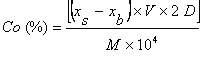 Co (%) = [(x_s − x_b) × V × 2 D] / M × 10^4